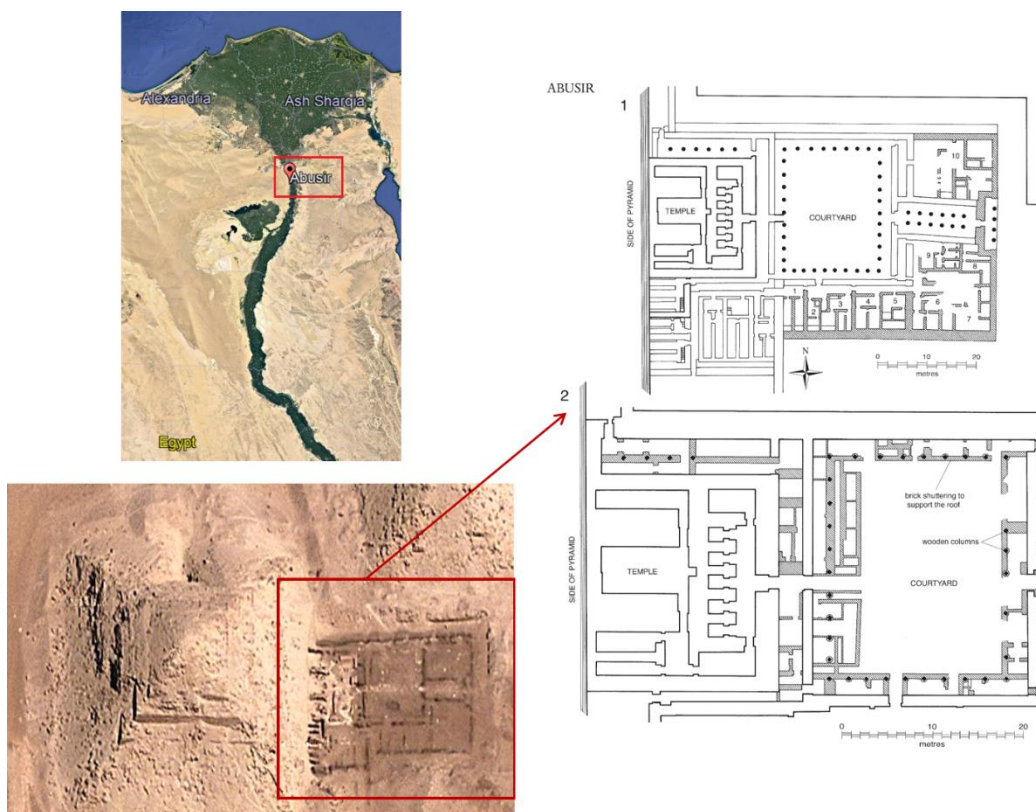 Alexandria
Ash Sharqia
Abusir
Egypt
ABUSIR
1
SIDE OF PYRAMID
TEMPLE
COURTYARD
10
9
8
1
2
3
4
5
6
7
N
0 10 20
metres
2
SIDE OF PYRAMID
TEMPLE
brick shuttering to
support the roof
wooden columns
COURTYARD
0 10 20
metres